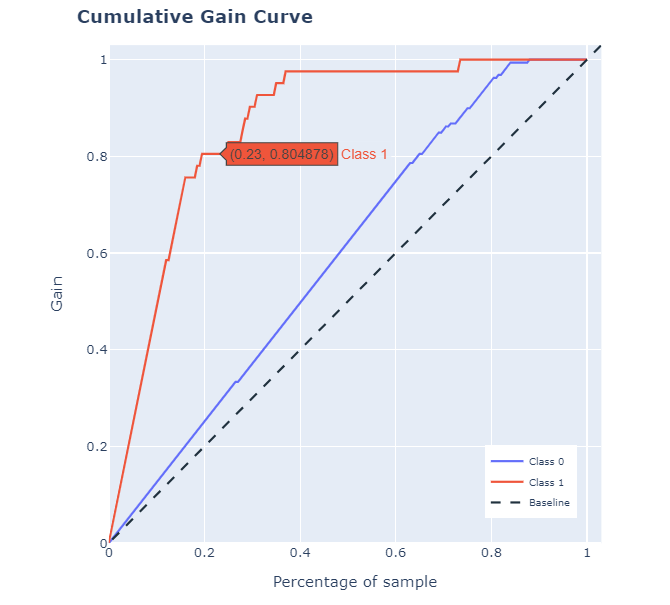 Cumulative Gain Curve
Gain
1
0.8
0.6
0.4
0.2
0
(0.23, 0.804878) Class 1
Class 0
Class 1
Baseline
0 0.2 0.4 0.6 0.8 1
Percentage of sample